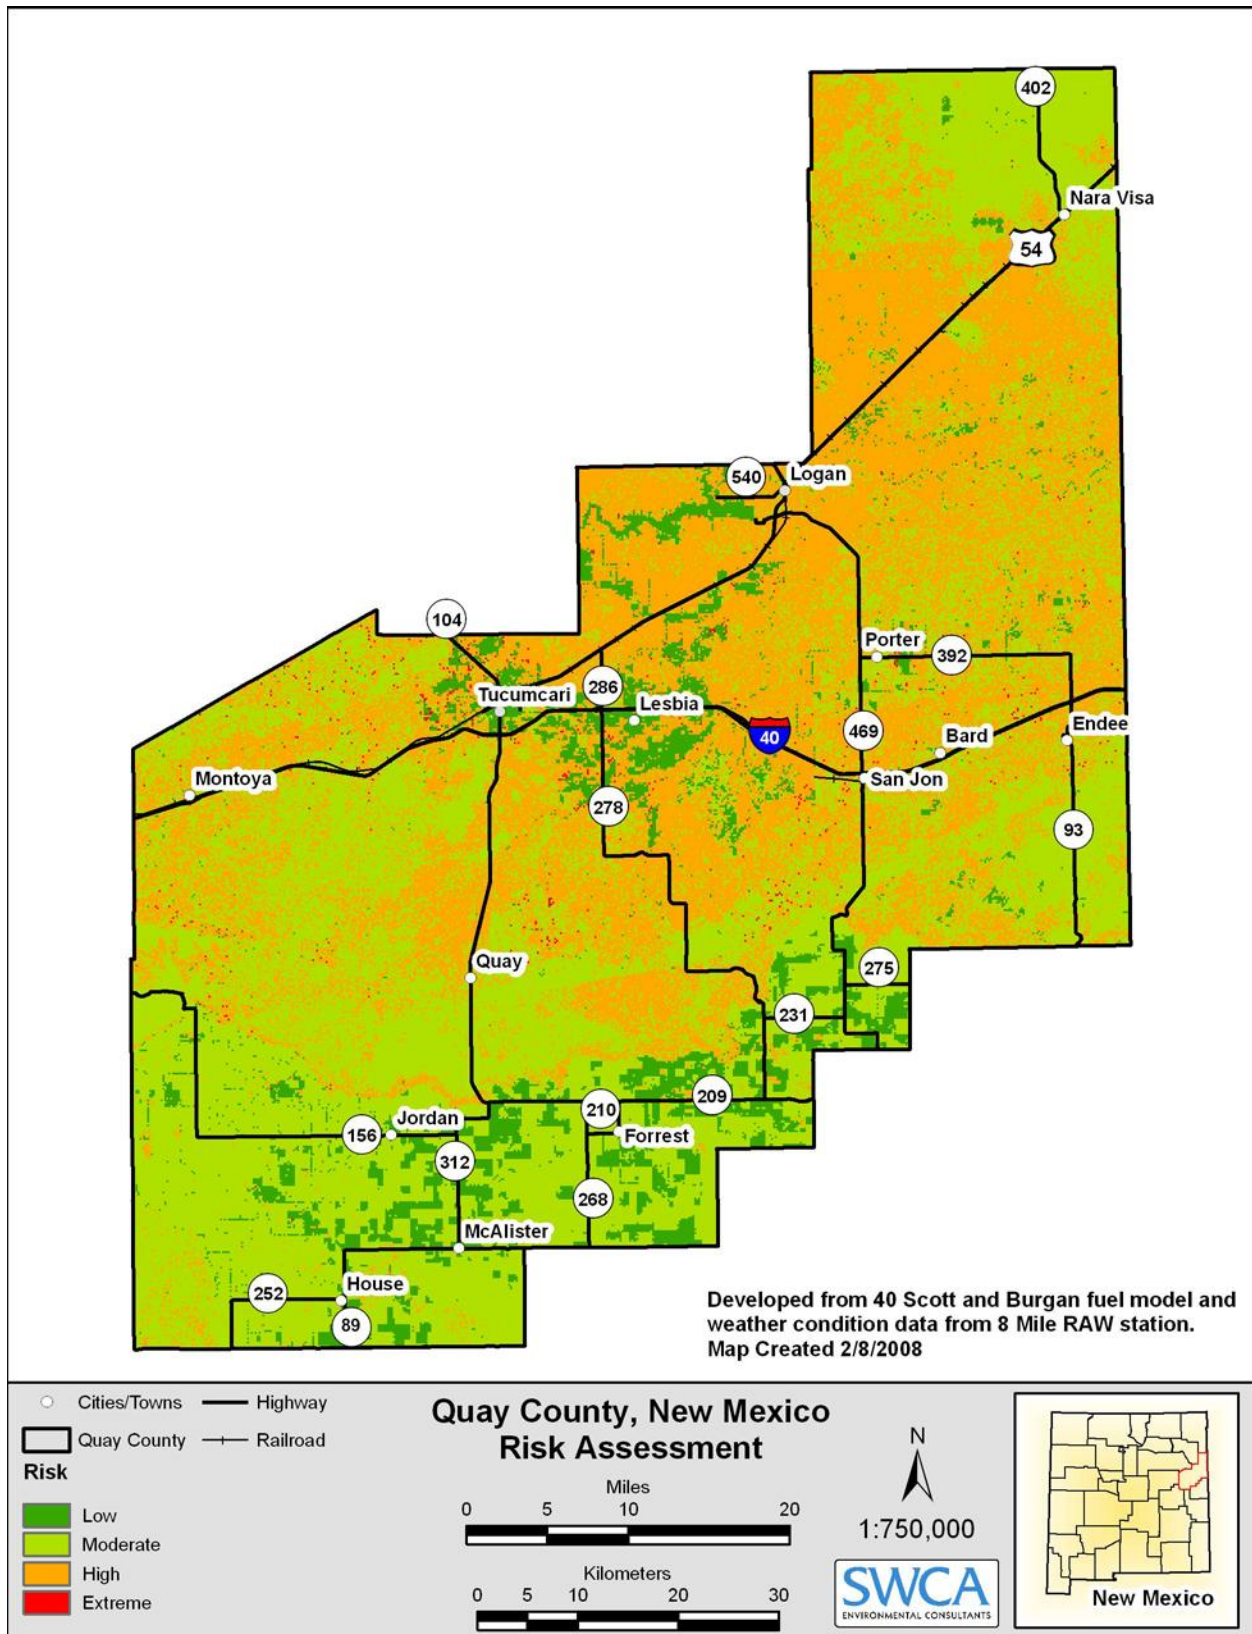 402
Nara Visa
54
540
Logan
104
Porter
392
286
Tucumcari
Lesbia
40
469
Bard
Endee
Montoya
San Jon
278
93
Quay
275
231
209
210
Jordan
156
Forrest
312
268
McAlister
252
House
89
Developed from 40 Scott and Burgan fuel model and
weather condition data from 8 Mile RAW station.
Map Created 2/8/2008
Cities/Towns
Highway
Quay County
Railroad
Risk
Low
Moderate
High
Extreme
Quay County, New Mexico
Risk Assessment
Miles
0 5 10 20
Kilometers
0 5 10 20 30
N
1:750,000
SWCA
ENVIRONMENTAL CONSULTANTS
New Mexico